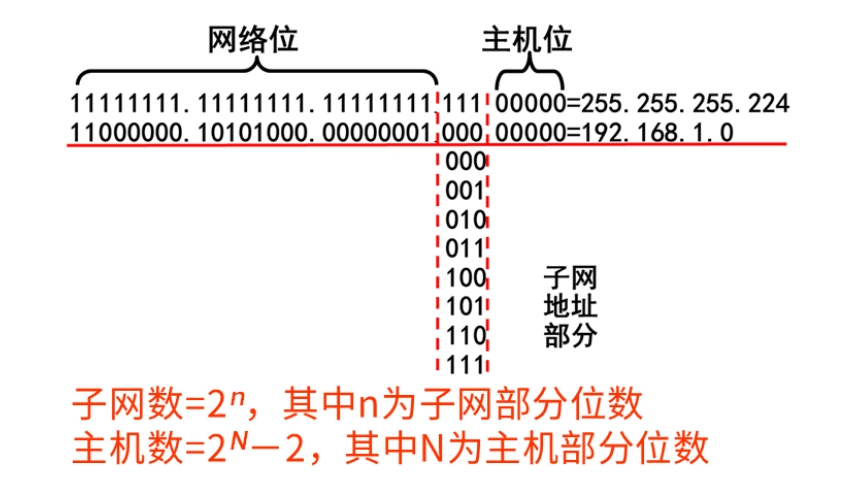 网络位 主机位
11111111.11111111.11111111.111 00000=255.255.255.224
11000000.10101000.00000001.000 00000=192.168.1.0
000
001
010
011
100 子网
101 地址
110 部分
111
子网数=2ⁿ，其中n为子网部分位数
主机数=2ᴺ－2，其中N为主机部分位数